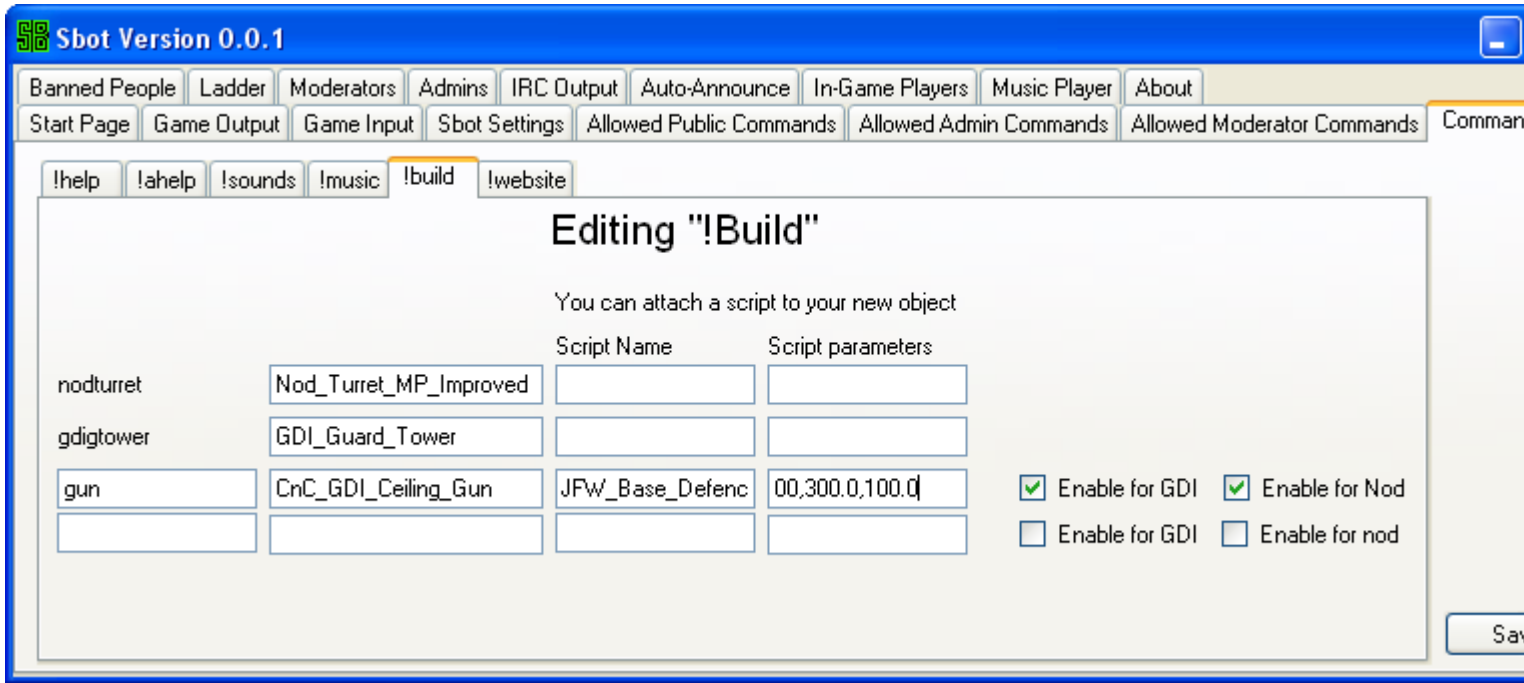 SB Sbot Version 0.0.1
Banned People Ladder Moderators Admins IRC Output Auto-Announce In-Game Players Music Player About
Start Page Game Output Game Input Sbot Settings Allowed Public Commands Allowed Admin Commands Allowed Moderator Commands Comman
!help !ahelp !sounds !music !build !website
Editing "!Build"
You can attach a script to your new object
Script Name Script parameters
nodturret Nod_Turret_MP_Improved
gdigtower GDI_Guard_Tower
gun CnC_GDI_Ceiling_Gun JFW_Base_Defenc 00,300.0,100.0 Enable for GDI Enable for Nod
Enable for GDI Enable for nod
Sav